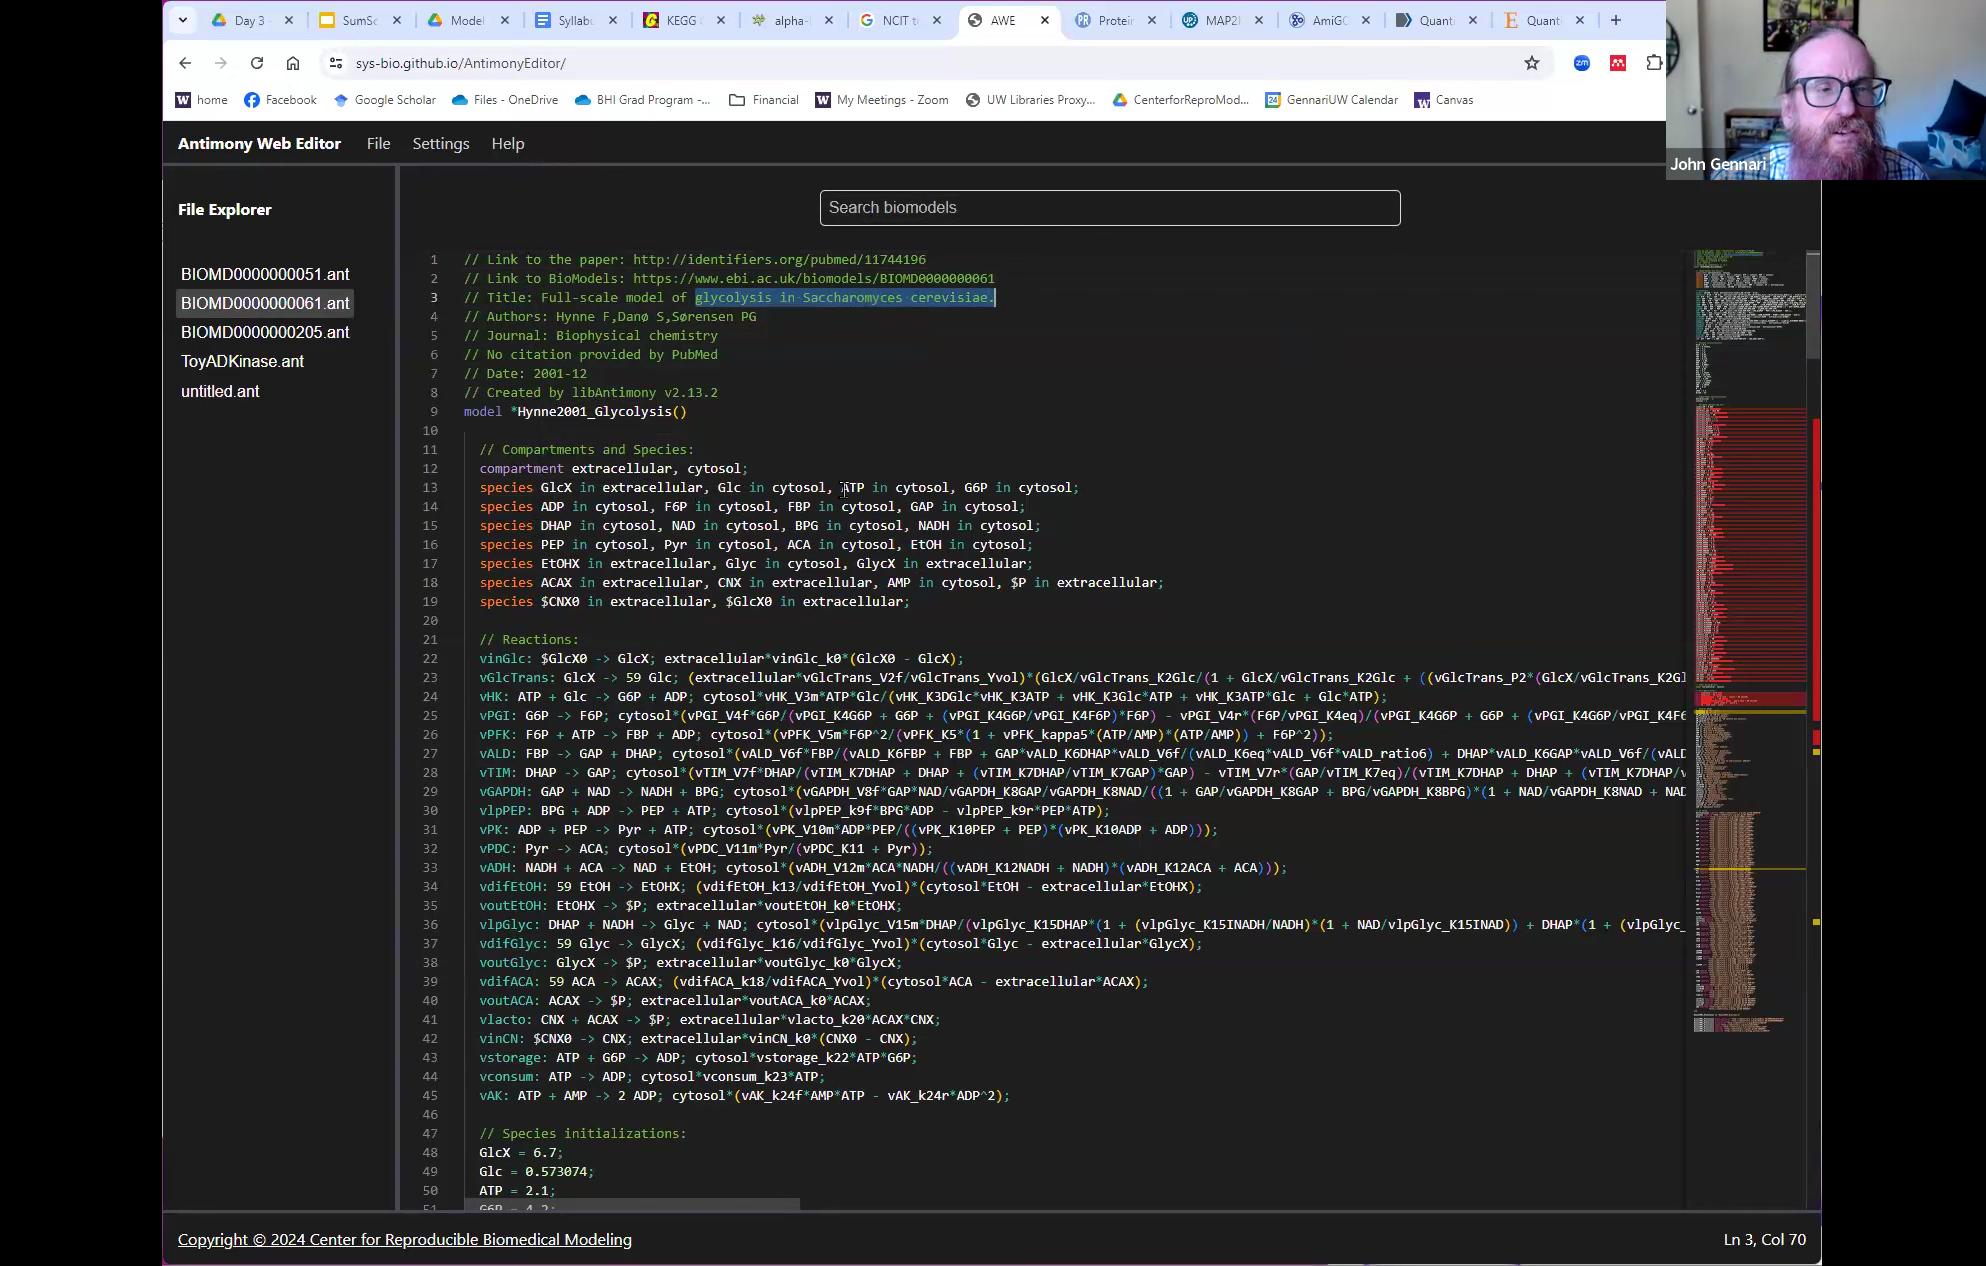 Day 3 -
SumSc
Model
Syllab
KEGG
alpha-
NCIT t
AWE
Protein
MAP2
AmiGO
Quanti
Quant
sys-bio.github.io/AntimonyEditor/
home
Facebook
Google Scholar
Files - OneDrive
BHI Grad Program -...
Financial
My Meetings - Zoom
UW Libraries Proxy...
CenterforReproMod...
GennariUW Calendar
Canvas
John Gennari
Antimony Web Editor File Settings Help
File Explorer
BIOMD0000000051.ant
BIOMD0000000061.ant
BIOMD0000000205.ant
ToyADKinase.ant
untitled.ant
Search biomodels
1 // Link to the paper: http://identifiers.org/pubmed/11744196
2 // Link to BioModels: https://www.ebi.ac.uk/biomodels/BIOMD0000000061
3 // Title: Full-scale model of glycolysis in Saccharomyces cerevisiae.
4 // Authors: Hynne F,Danø S,Sørensen PG
5 // Journal: Biophysical chemistry
6 // No citation provided by PubMed
7 // Date: 2001-12
8 // Created by libAntimony v2.13.2
9 model *Hynne2001_Glycolysis()
10
11 // Compartments and Species:
12 compartment extracellular, cytosol;
13 species GlcX in extracellular, Glc in cytosol, ATP in cytosol, G6P in cytosol;
14 species ADP in cytosol, F6P in cytosol, FBP in cytosol, GAP in cytosol;
15 species DHAP in cytosol, NAD in cytosol, BPG in cytosol, NADH in cytosol;
16 species PEP in cytosol, Pyr in cytosol, ACA in cytosol, EtOH in cytosol;
17 species EtOHX in extracellular, Glyc in cytosol, GlycX in extracellular;
18 species ACAX in extracellular, CNX in extracellular, AMP in cytosol, $P in extracellular;
19 species $CNX0 in extracellular, $GlcX0 in extracellular;
20
21 // Reactions:
22 vinGlc: $GlcX0 -> GlcX; extracellular*vinGlc_k0*(GlcX0 - GlcX);
23 vGlcTrans: GlcX -> 59 Glc; (extracellular*vGlcTrans_V2f/vGlcTrans_Yvol)*(GlcX/vGlcTrans_K2Glc/(1 + GlcX/vGlcTrans_K2Glc + ((vGlcTrans_P2*(GlcX/vGlcTrans_K2Gl
24 vHK: ATP + Glc -> G6P + ADP; cytosol*(vHK_V3m*ATP*Glc/(vHK_K3DGlc*vHK_K3ATP + vHK_K3Glc*ATP + vHK_K3ATP*Glc + Glc*ATP);
25 vPGI: G6P -> F6P; cytosol*(vPGI_V4f*G6P/(vPGI_K4G6P + G6P + (vPGI_K4G6P/vPGI_K4F6P)*F6P) - vPGI_V4r*(F6P/vPGI_K4eq)/(vPGI_K4G6P + G6P + (vPGI_K4G6P/vPGI_K4F6
26 vPFK: F6P + ATP -> FBP + ADP; cytosol*(vPFK_V5m*F6P^2/(vPFK_K5*(1 + vPFK_kappa5*(ATP/AMP)*(ATP/AMP)) + F6P^2));
27 vALD: FBP -> GAP + DHAP; cytosol*(vALD_V6f*FBP/(vALD_K6FBP + FBP + GAP*vALD_K6DHAP*vALD_V6f/(vALD_K6eq*vALD_V6f*vALD_ratio6) + DHAP*vALD_K6GAP*vALD_V6f/(vALD
28 vTIM: DHAP -> GAP; cytosol*(vTIM_V7f*DHAP/(vTIM_K7DHAP + DHAP + (vTIM_K7DHAP/vTIM_K7GAP)*GAP) - vTIM_V7r*(GAP/vTIM_K7eq)/(vTIM_K7DHAP + DHAP + (vTIM_K7DHAP/v
29 vGAPDH: GAP + NAD -> NADH + BPG; cytosol*(vGAPDH_V8f*GAP*NAD/vGAPDH_K8GAP/vGAPDH_K8NAD/((1 + GAP/vGAPDH_K8GAP + BPG/vGAPDH_K8BPG)*(1 + NAD/vGAPDH_K8NAD + NAD
30 vlpPEP: BPG + ADP -> PEP + ATP; cytosol*(vlpPEP_k9f*BPG*ADP - vlpPEP_k9r*PEP*ATP);
31 vPK: ADP + PEP -> Pyr + ATP; cytosol*(vPK_V10m*ADP*PEP/((vPK_K10PEP + PEP)*(vPK_K10ADP + ADP)));
32 vPDC: Pyr -> ACA; cytosol*(vPDC_V11m*Pyr/(vPDC_K11 + Pyr));
33 vADH: NADH + ACA -> NAD + EtOH; cytosol*(vADH_V12m*ACA*NADH/((vADH_K12NADH + NADH)*(vADH_K12ACA + ACA)));
34 vdifEtOH: 59 EtOH -> EtOHX; (vdifEtOH_k13/vdifEtOH_Yvol)*(cytosol*EtOH - extracellular*EtOHX);
35 voutEtOH: EtOHX -> $P; extracellular*voutEtOH_k0*EtOHX;
36 vlpGlyc: DHAP + NADH -> Glyc + NAD; cytosol*(vlpGlyc_V15m*DHAP/(vlpGlyc_K15DHAP*(1 + (vlpGlyc_K15INADH/NADH)*(1 + NAD/vlpGlyc_K15INAD)) + DHAP*(1 + (vlpGlyc_
37 vdifGlyc: 59 Glyc -> GlycX; (vdifGlyc_k16/vdifGlyc_Yvol)*(cytosol*Glyc - extracellular*GlycX);
38 voutGlyc: GlycX -> $P; extracellular*voutGlyc_k0*GlycX;
39 vdifACA: 59 ACA -> ACAX; (vdifACA_k18/vdifACA_Yvol)*(cytosol*ACA - extracellular*ACAX);
40 voutACA: ACAX -> $P; extracellular*voutACA_k0*ACAX;
41 vlacto: CNX + ACAX -> $P; extracellular*vlacto_k20*ACAX*CNX;
42 vinCN: $CNX0 -> CNX; extracellular*vinCN_k0*(CNX0 - CNX);
43 vstorage: ATP + G6P -> ADP; cytosol*vstorage_k22*ATP*G6P;
44 vconsum: ATP -> ADP; cytosol*vconsum_k23*ATP;
45 vAK: ATP + AMP -> 2 ADP; cytosol*(vAK_k24f*AMP*ATP - vAK_k24r*ADP^2);
46
47 // Species initializations:
48 GlcX = 6.7;
49 Glc = 0.573074;
50 ATP = 2.1;
51 G6P = 4.2;
Copyright © 2024 Center for Reproducible Biomedical Modeling
Ln 3, Col 70